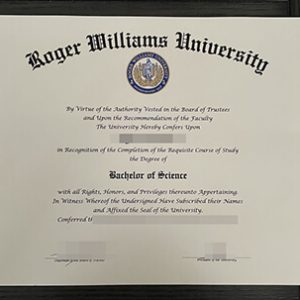 Roger Williams University
By Virtue of the Authority Vested in the Board of Trustees
and Upon the Recommendation of the Faculty
The University Hereby Confers Upon
in Recognition of the Completion of the Requisite Course of Study
the Degree of
Bachelor of Science
with all Rights, Honors, and Privileges thereunto Appertaining.
In Witness Whereof the Undersigned Have Subscribed their Names
and Affixed the Seal of the University.
Conferred